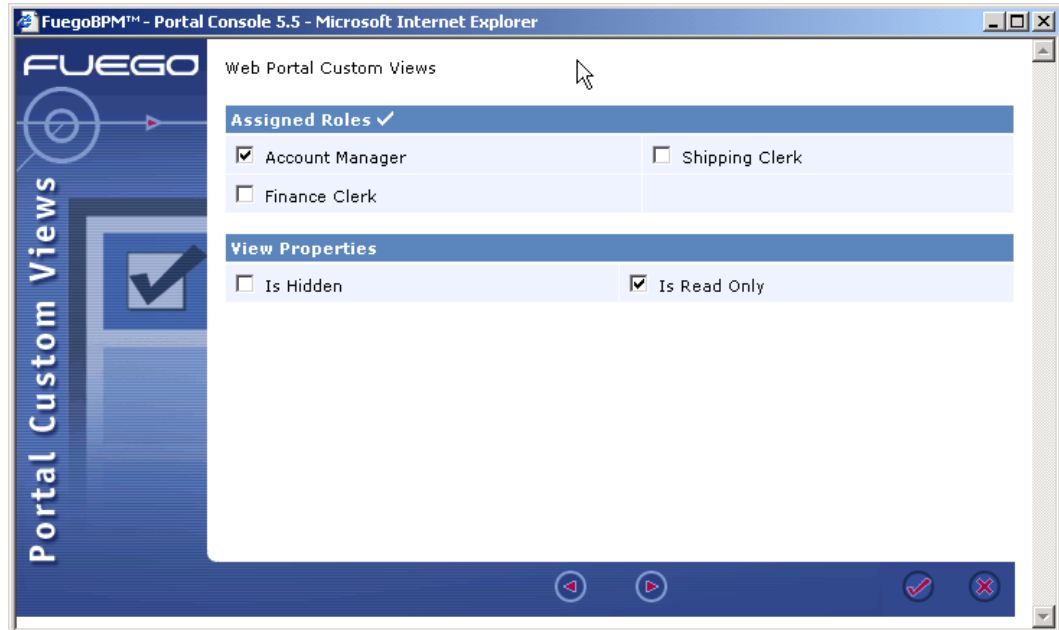 FuegoBPM™- Portal Console 5.5 - Microsoft Internet Explorer
FUEGO
Web Portal Custom Views
Assigned Roles
Account Manager
Shipping Clerk
Finance Clerk
View Properties
Is Hidden
Is Read Only
Portal Custom Views